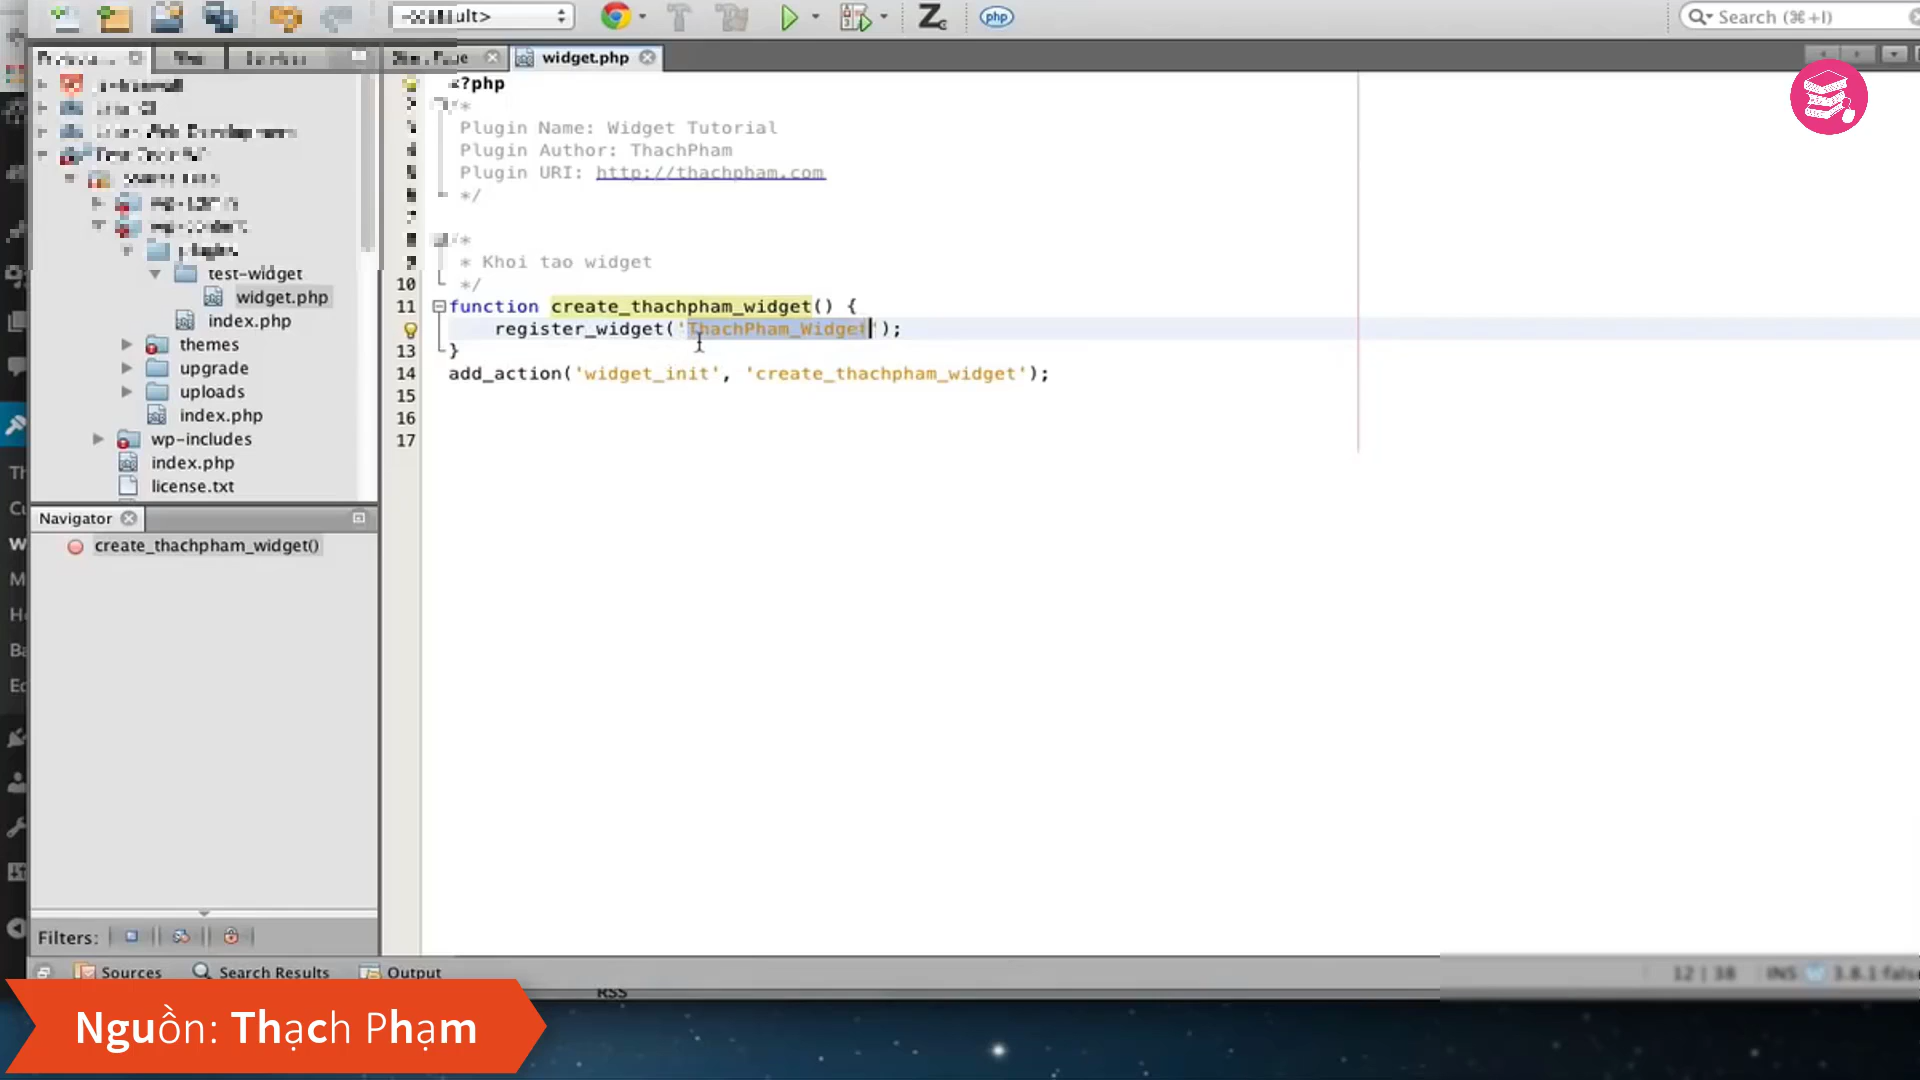 Search (⌘+I)
widget.php
<?php
*
Plugin Name: Widget Tutorial
Plugin Author: ThachPham
Plugin URI: http://thachpham.com
*/
/*
* Khoi tao widget
10 */
11 function create_thachpham_widget() {
register_widget('ThachPham_Widget');
13 }
14 add_action('widget_init', 'create_thachpham_widget');
15
16
17
test-widget
widget.php
index.php
themes
upgrade
uploads
index.php
wp-includes
index.php
license.txt
Navigator
create_thachpham_widget()
Filters:
Sources
Search Results
Output
12 | 38
INS
RSS
Nguồn: Thạch Phạm